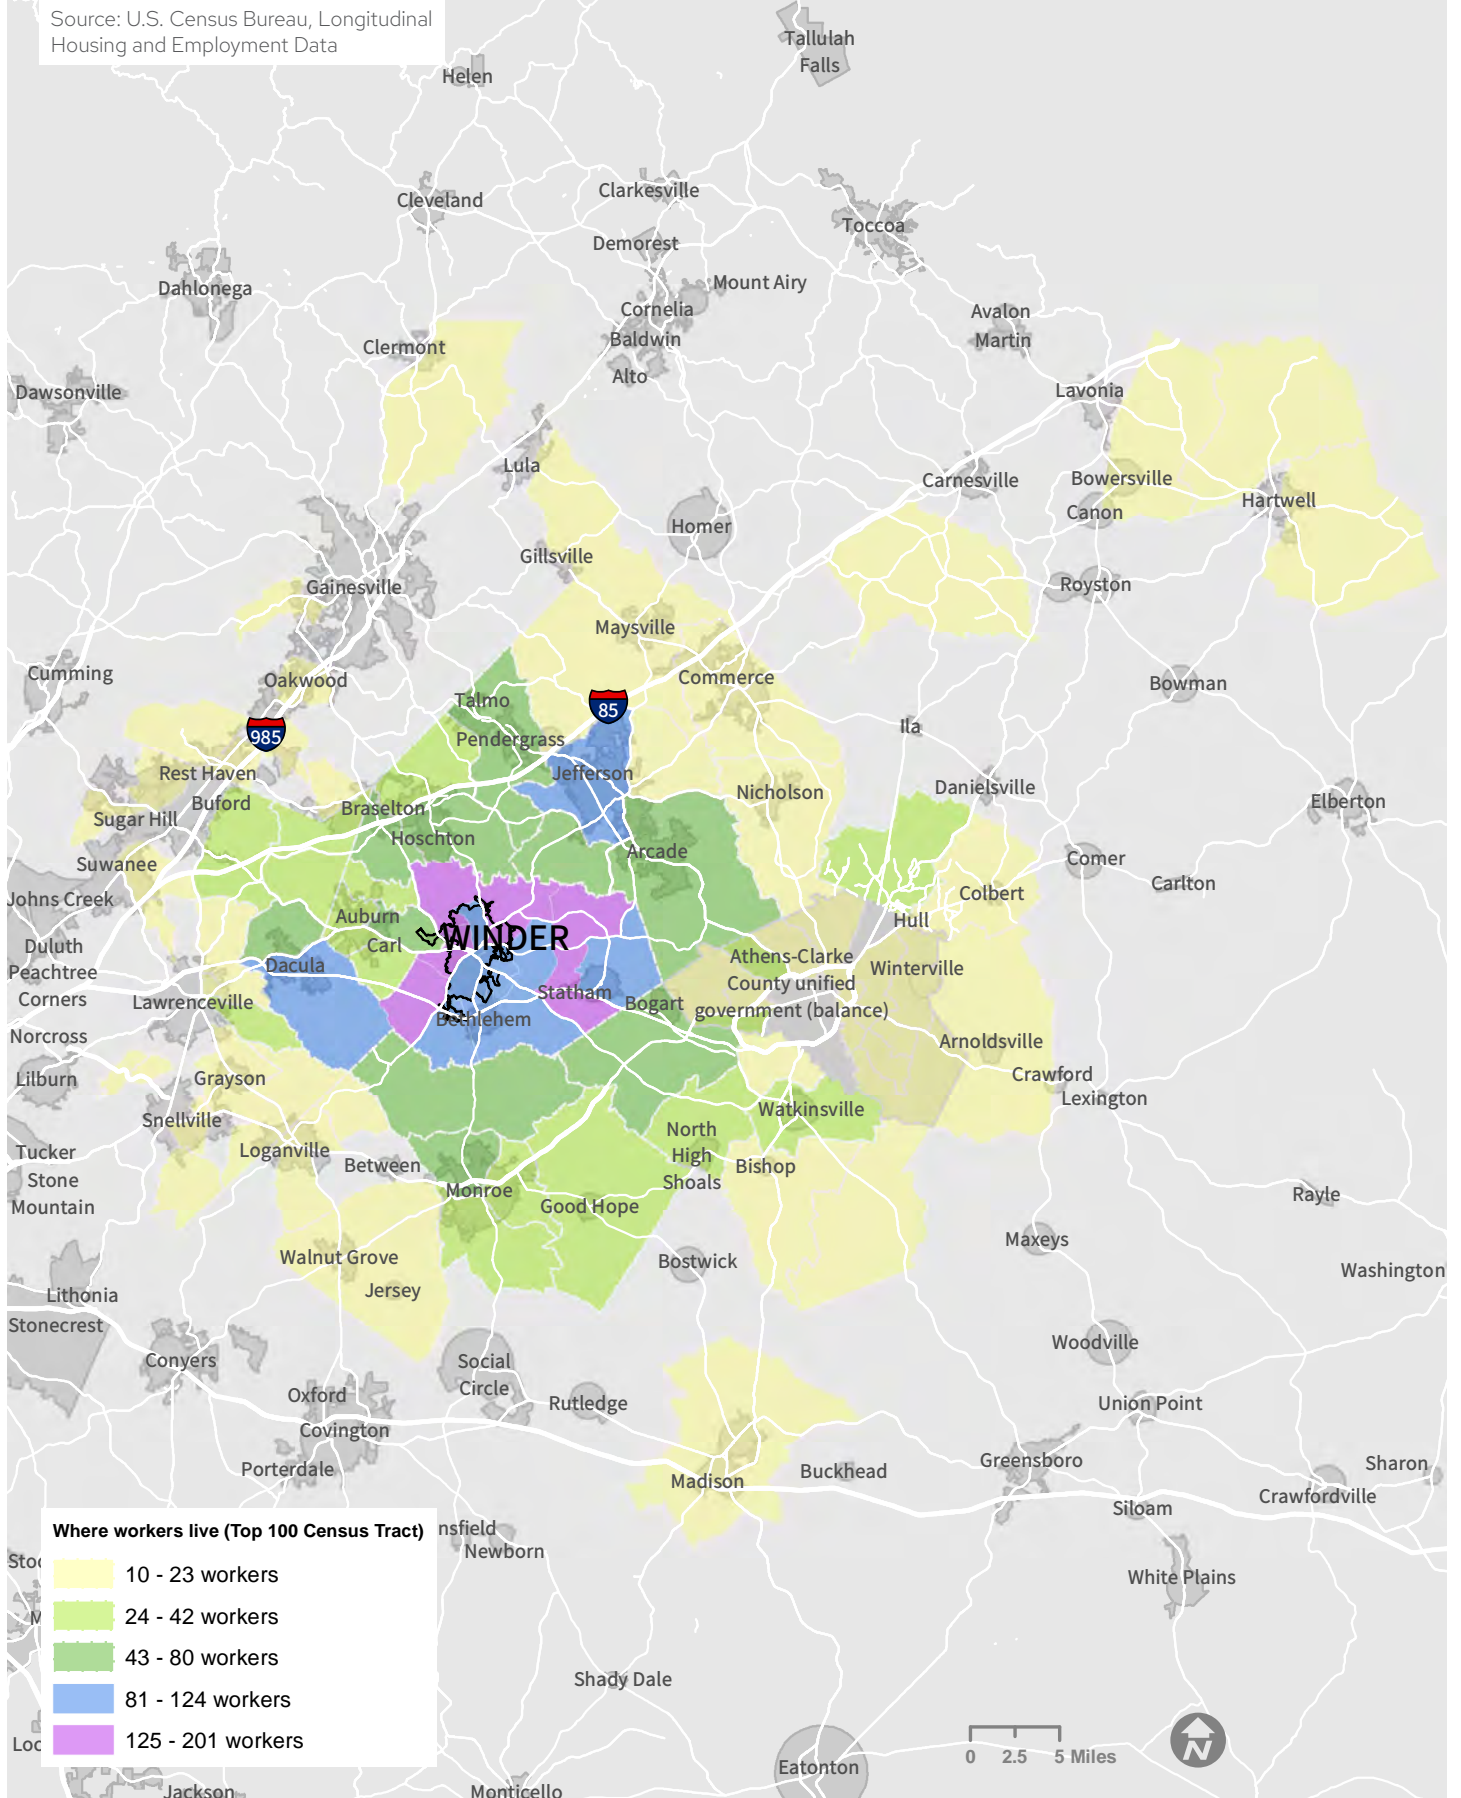 Source: U.S. Census Bureau, Longitudinal
Housing and Employment Data
Tallulah
Falls
Helen
Clarkesville
Cleveland
Toccoa
Demorest
Mount Airy
Dahlonega
Cornelia
Avalon
Baldwin
Martin
Clermont
Alto
Dawsonville
Lavonia
Lula
Carnesville
Bowersville
Hartwell
Canon
Homer
Gillsville
Gainesville
Royston
Maysville
Cumming
Oakwood
Commerce
Bowman
Talmo
85
Ila
985
Pendergrass
Rest Haven
Jefferson
Nicholson
Danielsville
Buford
Braselton
Elberton
Sugar Hill
Hoschton
Suwanee
Arcade
Comer
Carlton
Johns Creek
Colbert
Auburn
Hull
WINDER
Duluth
Carl
Athens-Clarke
County unified
government (balance)
Winterville
Peachtree
Corners
Dacula
Lawrenceville
Statham
Bogart
Bethlehem
Norcross
Arnoldsville
Lilburn
Grayson
Crawford
Lexington
Snellville
Watkinsville
North
High
Shoals
Tucker
Loganville
Between
Bishop
Stone
Mountain
Monroe
Good Hope
Rayle
Maxeys
Walnut Grove
Bostwick
Washington
Jersey
Lithonia
Stonecrest
Woodville
Conyers
Social
Circle
Oxford
Rutledge
Union Point
Covington
Porterdale
Madison
Buckhead
Greensboro
Sharon
Crawfordville
Siloam
nsfield
Newborn
White Plains
Where workers live (Top 100 Census Tract)
10 - 23 workers
24 - 42 workers
43 - 80 workers
81 - 124 workers
125 - 201 workers
Stoc
M
Loc
Shady Dale
0 2.5 5 Miles
N
Eatonton
Jackson
Monticello